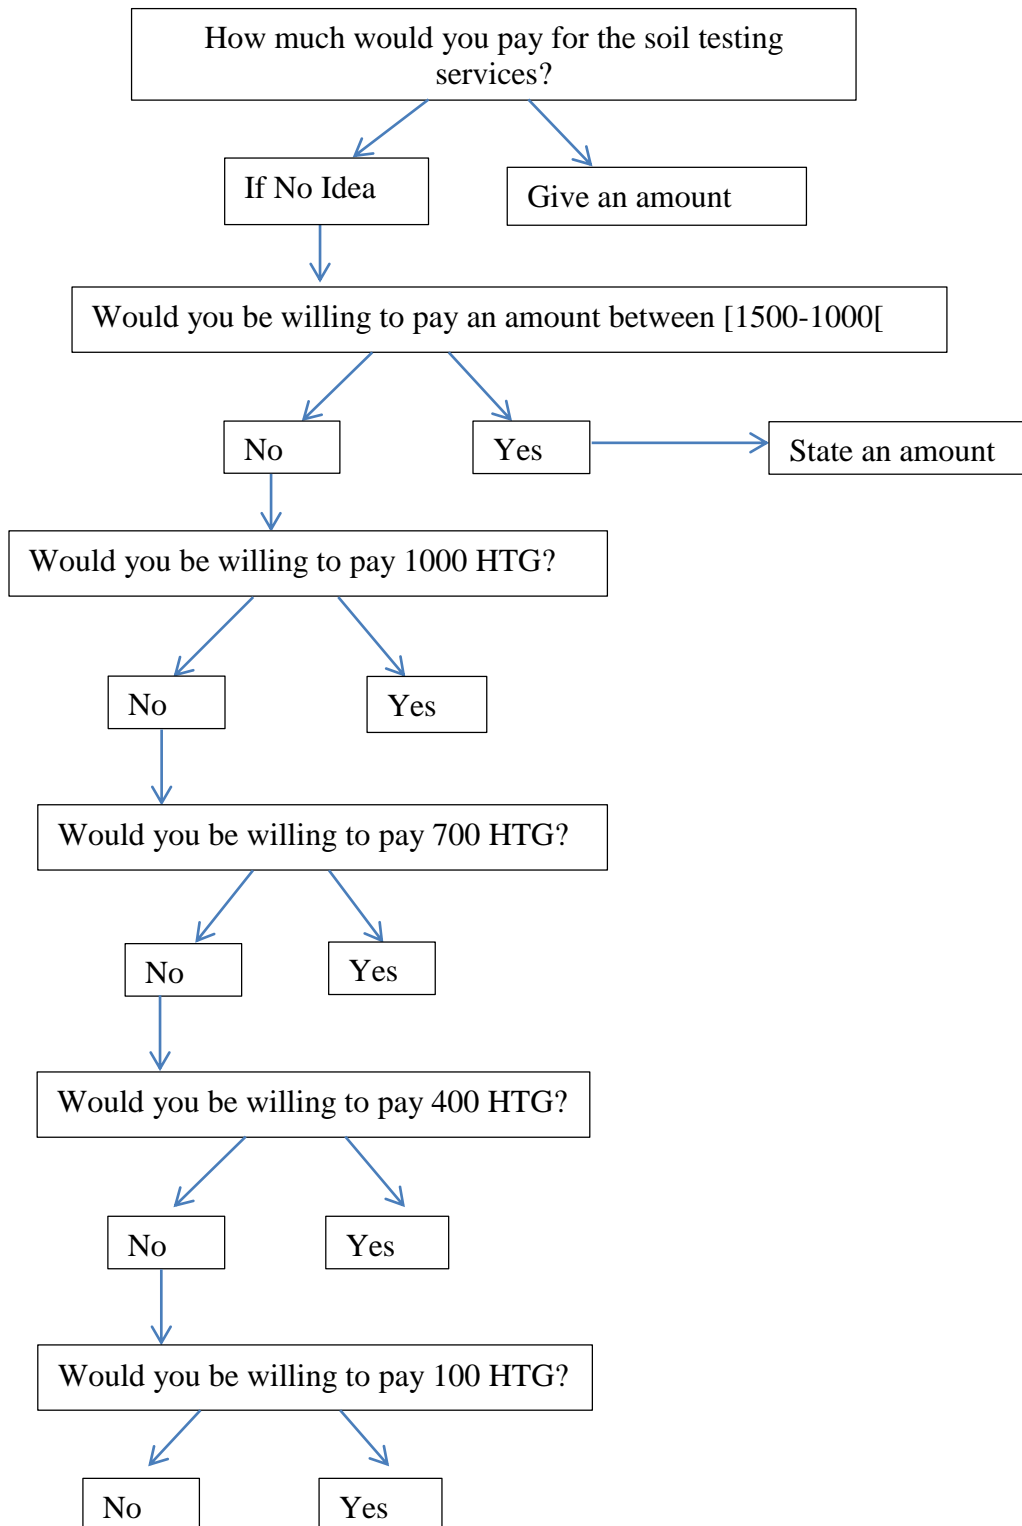 How much would you pay for the soil testing
services?
If No Idea
Give an amount
Would you be willing to pay an amount between [1500-1000[
No
Yes
State an amount
Would you be willing to pay 1000 HTG?
No
Yes
Would you be willing to pay 700 HTG?
No
Yes
Would you be willing to pay 400 HTG?
No
Yes
Would you be willing to pay 100 HTG?
No
Yes